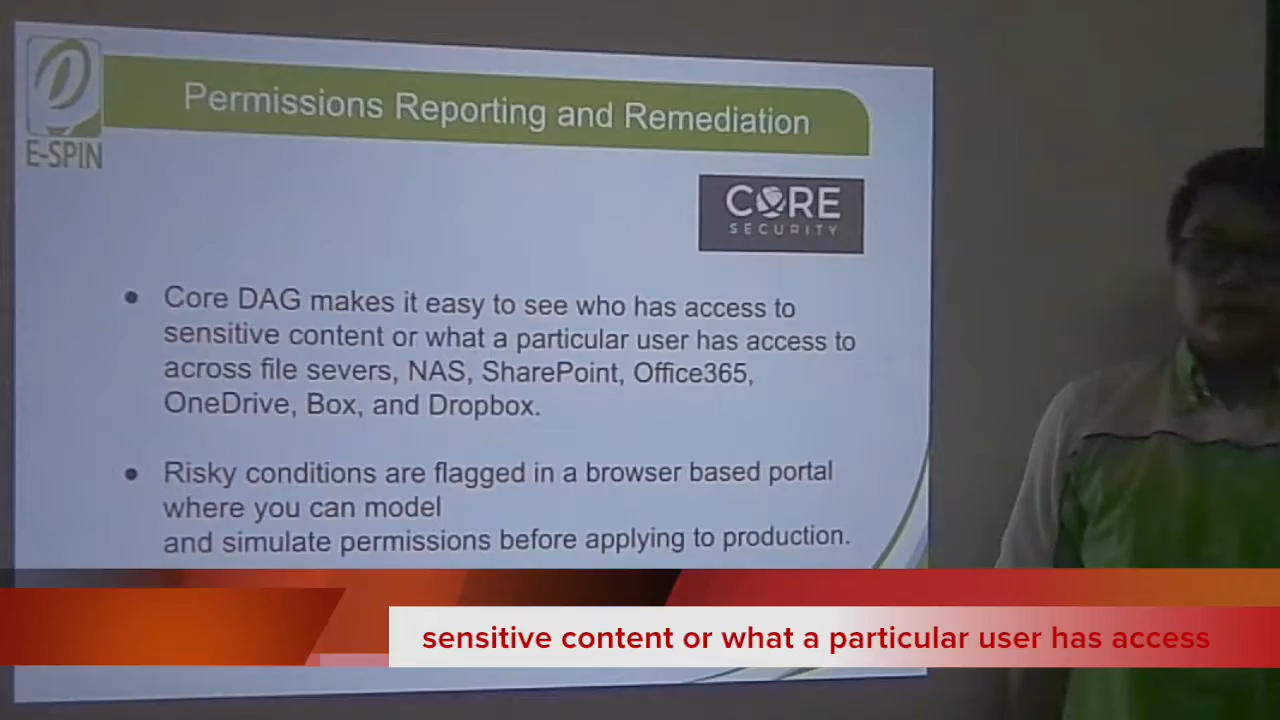 Permissions Reporting and Remediation
E-SPIN
CORE
SECURITY
• Core DAG makes it easy to see who has access to
sensitive content or what a particular user has access to
across file severs, NAS, SharePoint, Office365,
OneDrive, Box, and Dropbox.
• Risky conditions are flagged in a browser based portal
where you can model
and simulate permissions before applying to production.
sensitive content or what a particular user has access